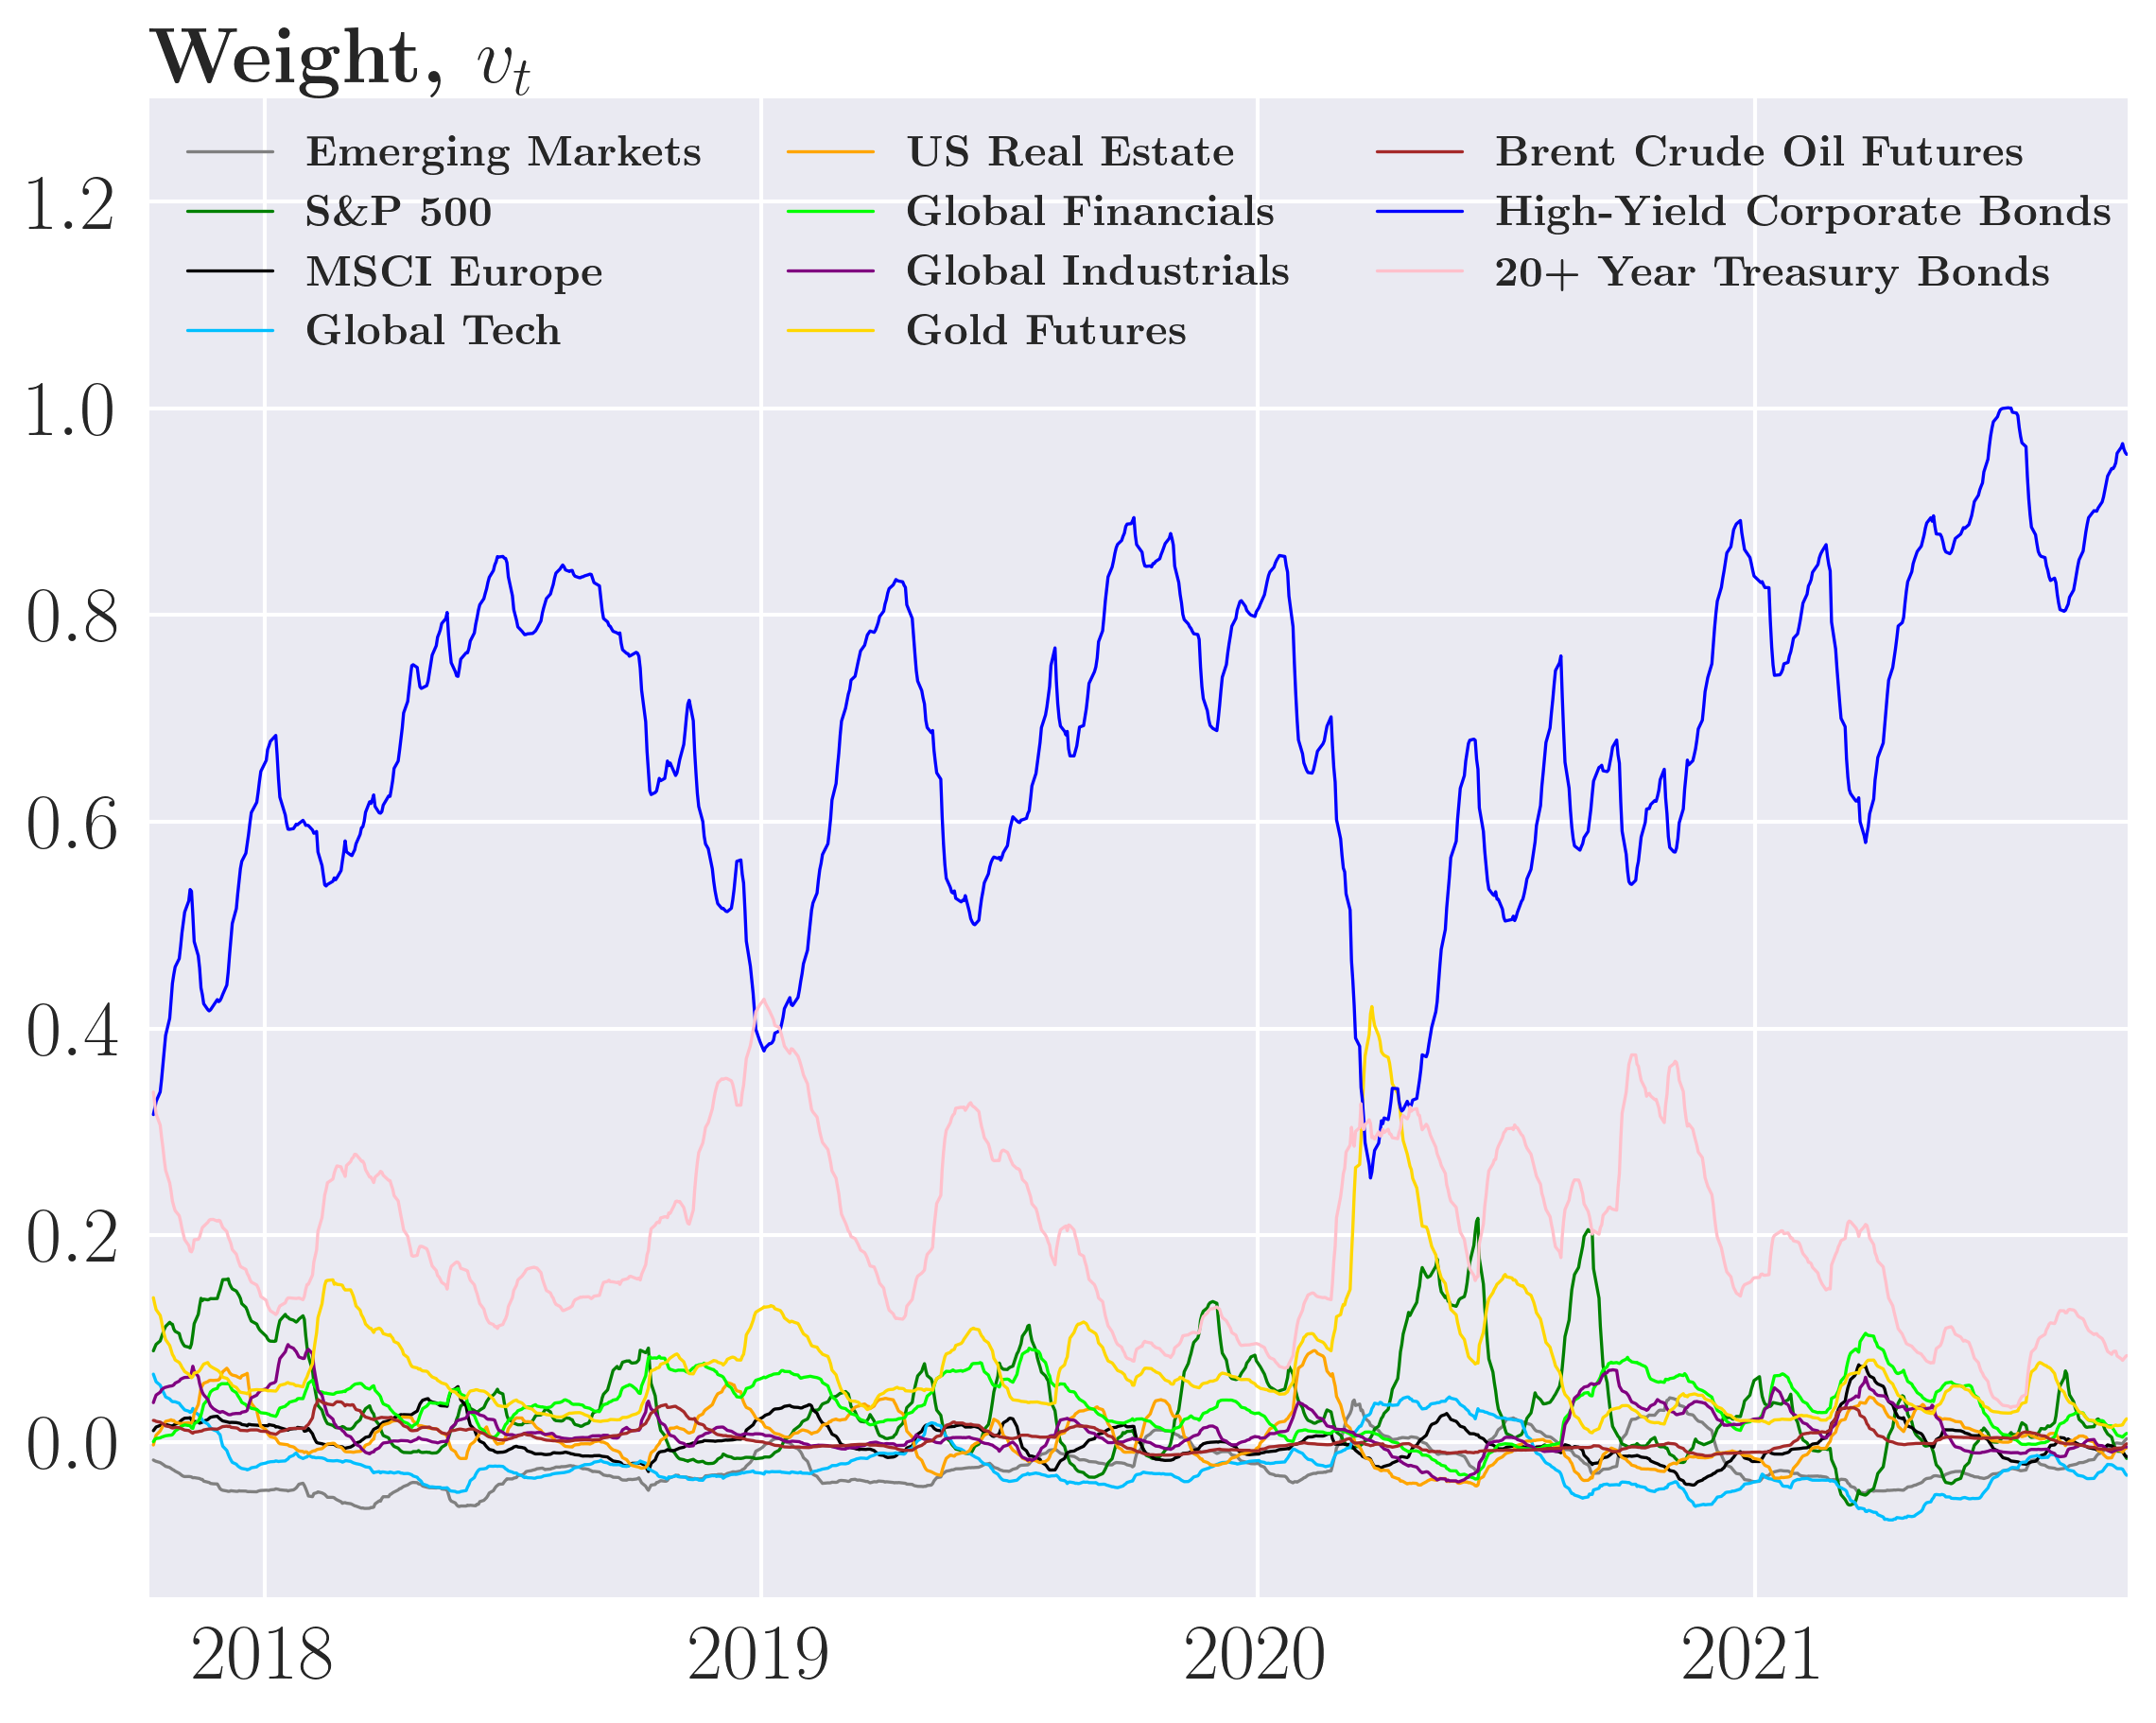 Weight, v_t
Emerging Markets
S&P 500
MSCI Europe
Global Tech
US Real Estate
Global Financials
Global Industrials
Gold Futures
Brent Crude Oil Futures
High-Yield Corporate Bonds
20+ Year Treasury Bonds
1.2
1.0
0.8
0.6
0.4
0.2
0.0
2018 2019 2020 2021